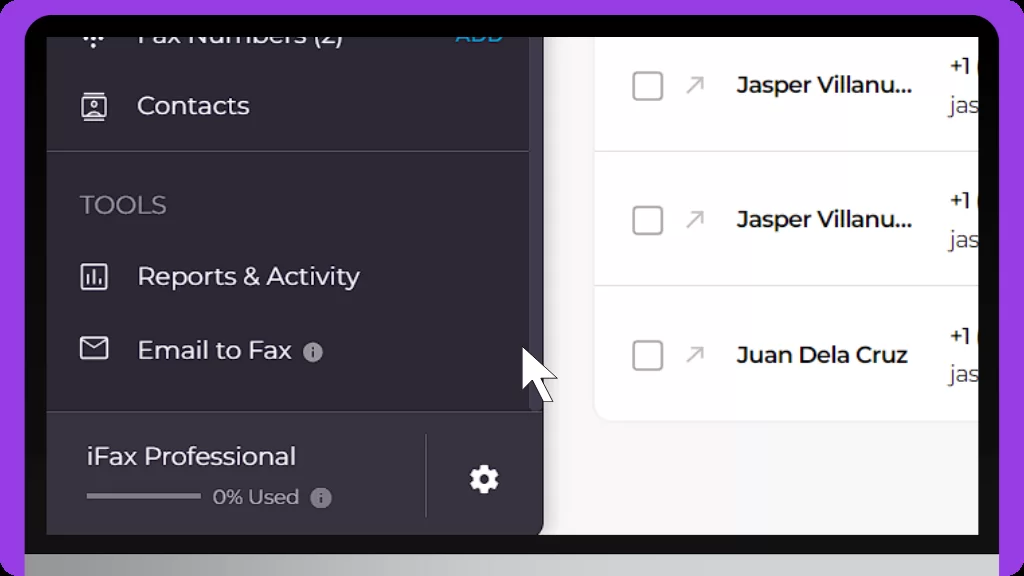 Fax Numbers (2) ADD
Contacts
TOOLS
Reports & Activity
Email to Fax
iFax Professional
0% Used
Jasper Villanu... +1
jas
Jasper Villanu... +1
jas
Juan Dela Cruz +1
jas